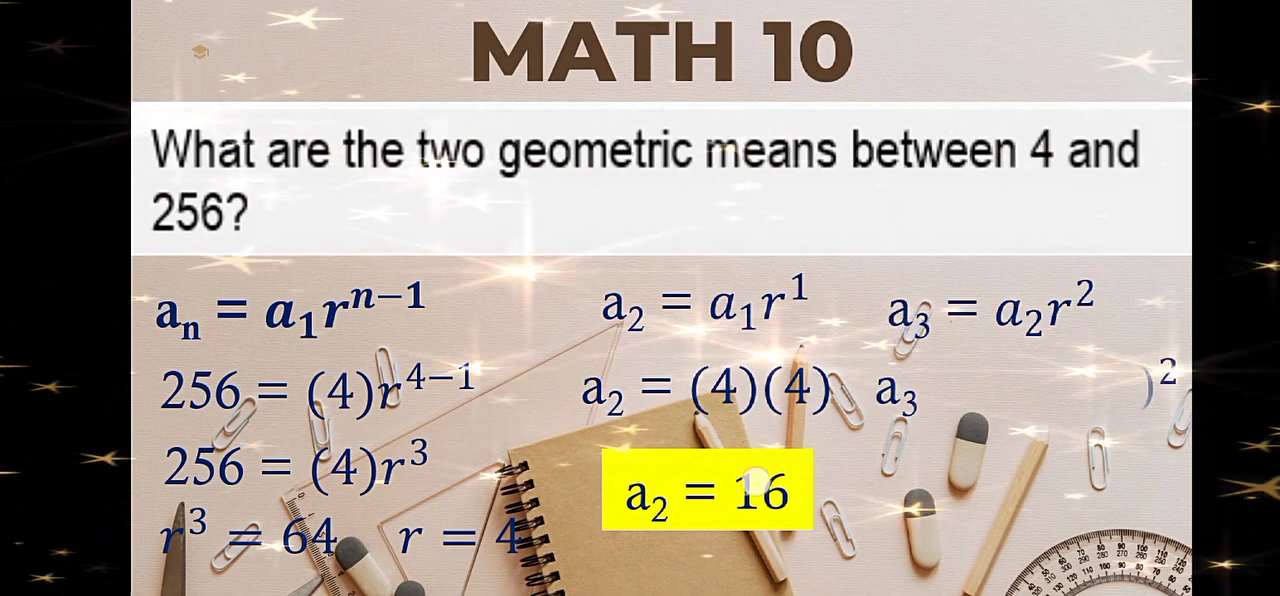 MATH 10
What are the two geometric means between 4 and
256?
aₙ = a₁rⁿ⁻¹
256 = (4)r⁴⁻¹
256 = (4)r³
r³ = 64 r = 4
a₂ = a₁r¹
a₂ = (4)(4)
a₂ = 16
a₃ = a₂r²
a₃ )²